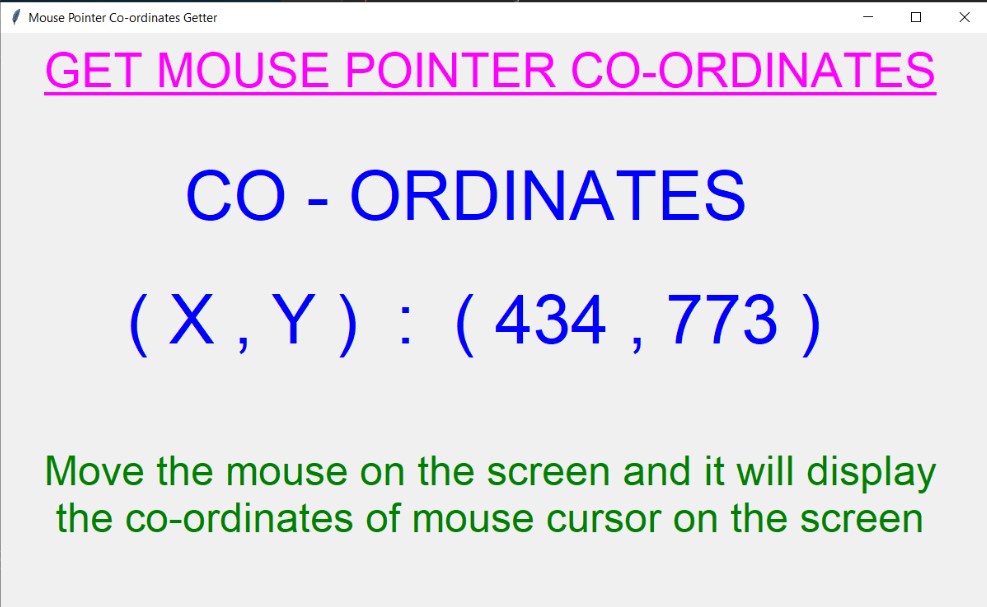 Mouse Pointer Co-ordinates Getter
GET MOUSE POINTER CO-ORDINATES
CO - ORDINATES
( X , Y ) : ( 434 , 773 )
Move the mouse on the screen and it will display
the co-ordinates of mouse cursor on the screen